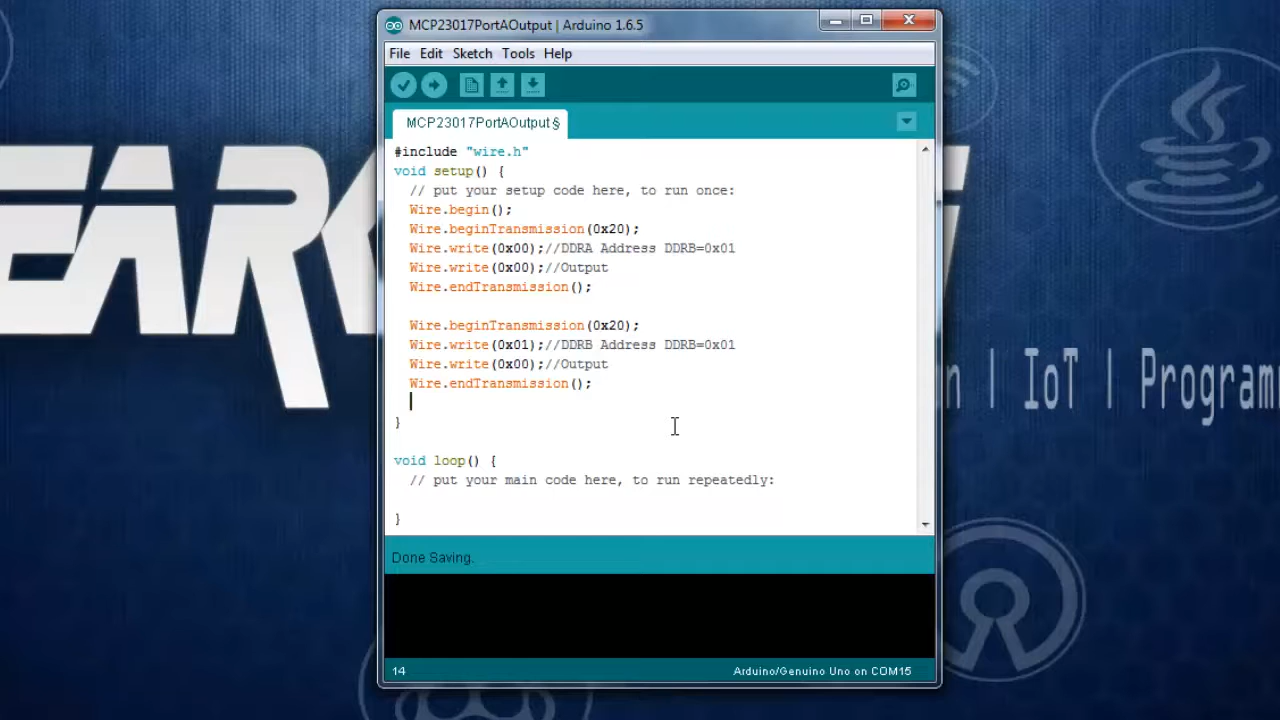 MCP23017PortAOutput | Arduino 1.6.5
File Edit Sketch Tools Help
MCP23017PortAOutput §
#include "wire.h"
void setup() {
// put your setup code here, to run once:
Wire.begin();
Wire.beginTransmission(0x20);
Wire.write(0x00);//DDRA Address DDRB=0x01
Wire.write(0x00);//Output
Wire.endTransmission();
Wire.beginTransmission(0x20);
Wire.write(0x01);//DDRB Address DDRB=0x01
Wire.write(0x00);//Output
Wire.endTransmission();
}
void loop() {
// put your main code here, to run repeatedly:
}
Done Saving.
14 Arduino/Genuino Uno on COM15
EAR
n | IoT | Programm